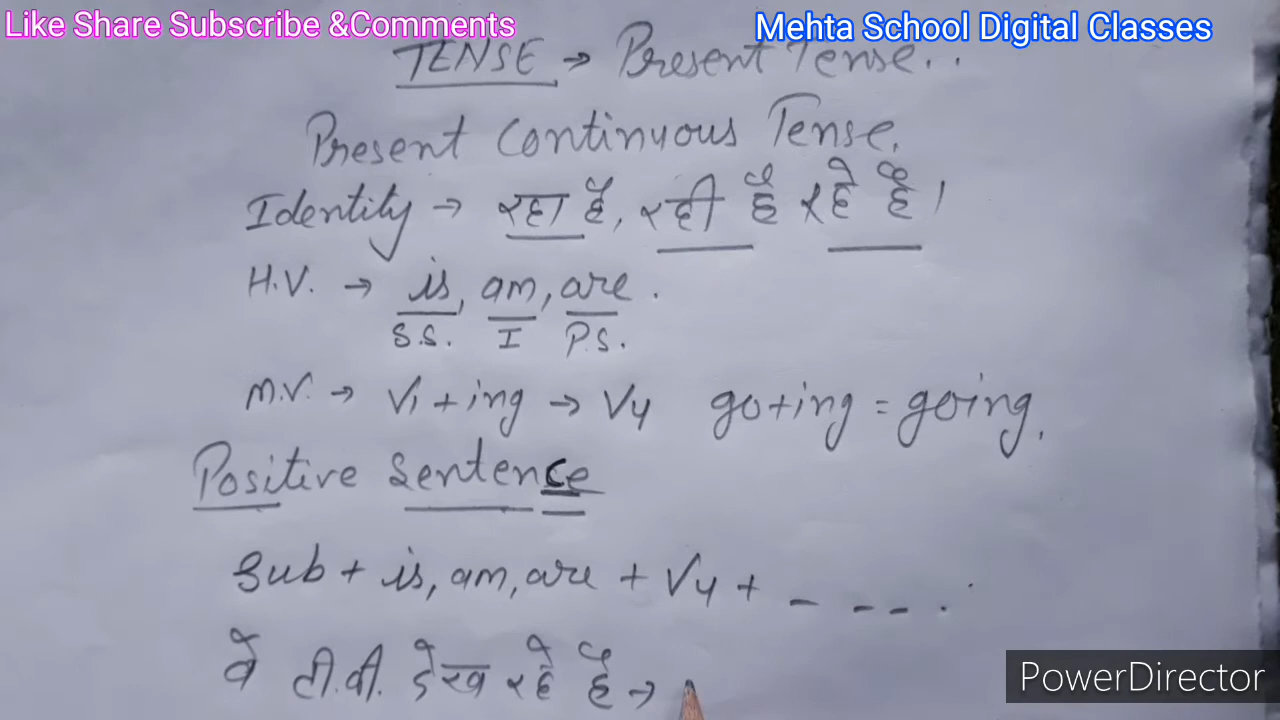 Like Share Subscribe &Comments
Mehta School Digital Classes
TENSE → Present Tense..
Present Continuous Tense.
Identity → रहा है, रही है रहे है।
H.V. → is, am, are.
S.S. I P.S.
M.V. → V1 + ing → V4 go+ing = going.
Positive Sentence
Sub + is, am, are + V4 + _ _ _ .
वे टी.वी. देख रहे है →
PowerDirector